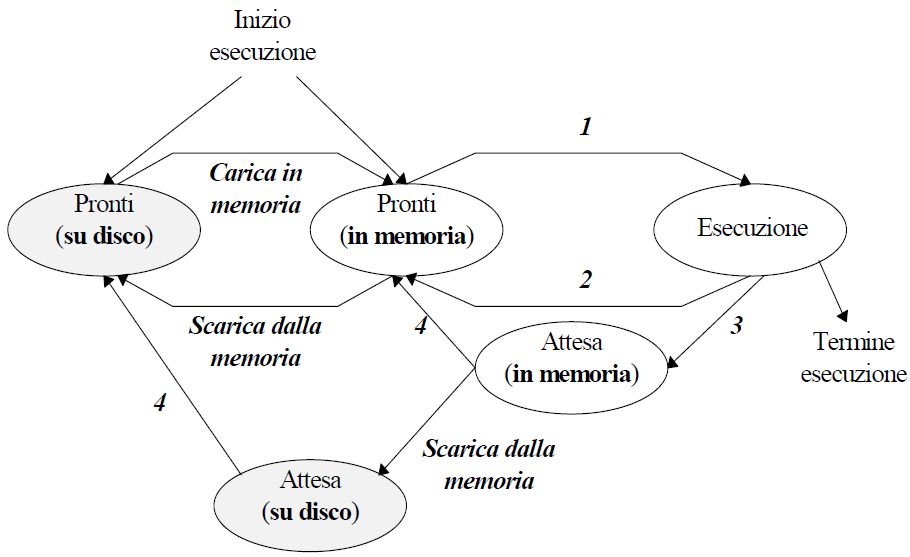 Inizio
esecuzione
1
Carica in
memoria
Pronti
(su disco)
Pronti
(in memoria)
Esecuzione
2
Scarica dalla
memoria
4
3
Attesa
(in memoria)
Termine
esecuzione
4
Scarica dalla
memoria
Attesa
(su disco)